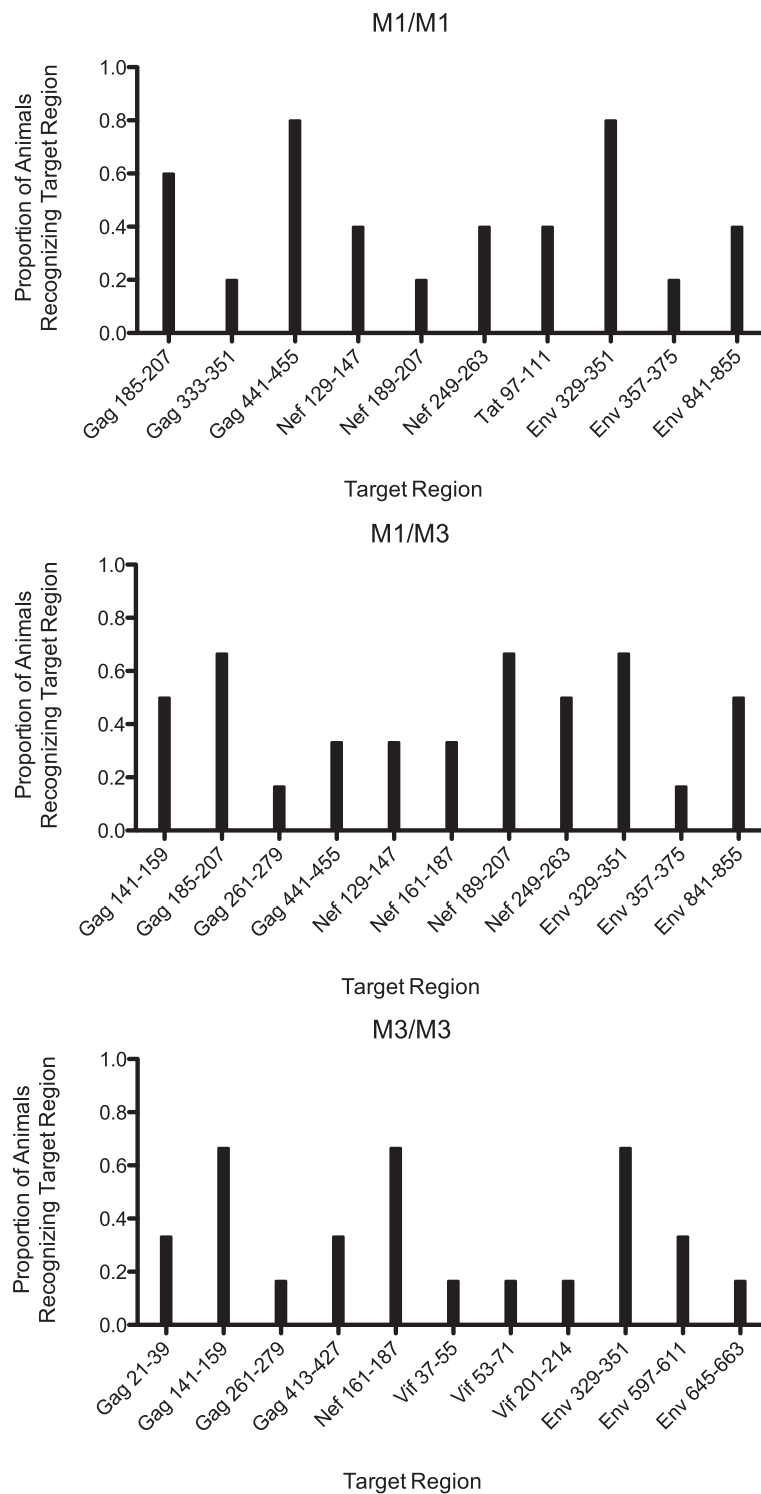 M1/M1
Proportion of Animals
Recognizing Target Region
1.0
0.8
0.6
0.4
0.2
0.0
Gag 185-207
Gag 333-351
Gag 441-455
Nef 129-147
Nef 189-207
Nef 249-263
Tat 97-111
Env 329-351
Env 357-375
Env 841-855
Target Region
M1/M3
Proportion of Animals
Recognizing Target Region
1.0
0.8
0.6
0.4
0.2
0.0
Gag 141-159
Gag 185-207
Gag 261-279
Gag 441-455
Nef 129-147
Nef 161-187
Nef 189-207
Nef 249-263
Env 329-351
Env 357-375
Env 841-855
Target Region
M3/M3
Proportion of Animals
Recognizing Target Region
1.0
0.8
0.6
0.4
0.2
0.0
Gag 21-39
Gag 141-159
Gag 261-279
Gag 413-427
Nef 161-187
Vif 37-55
Vif 53-71
Vif 201-214
Env 329-351
Env 597-611
Env 645-663
Target Region